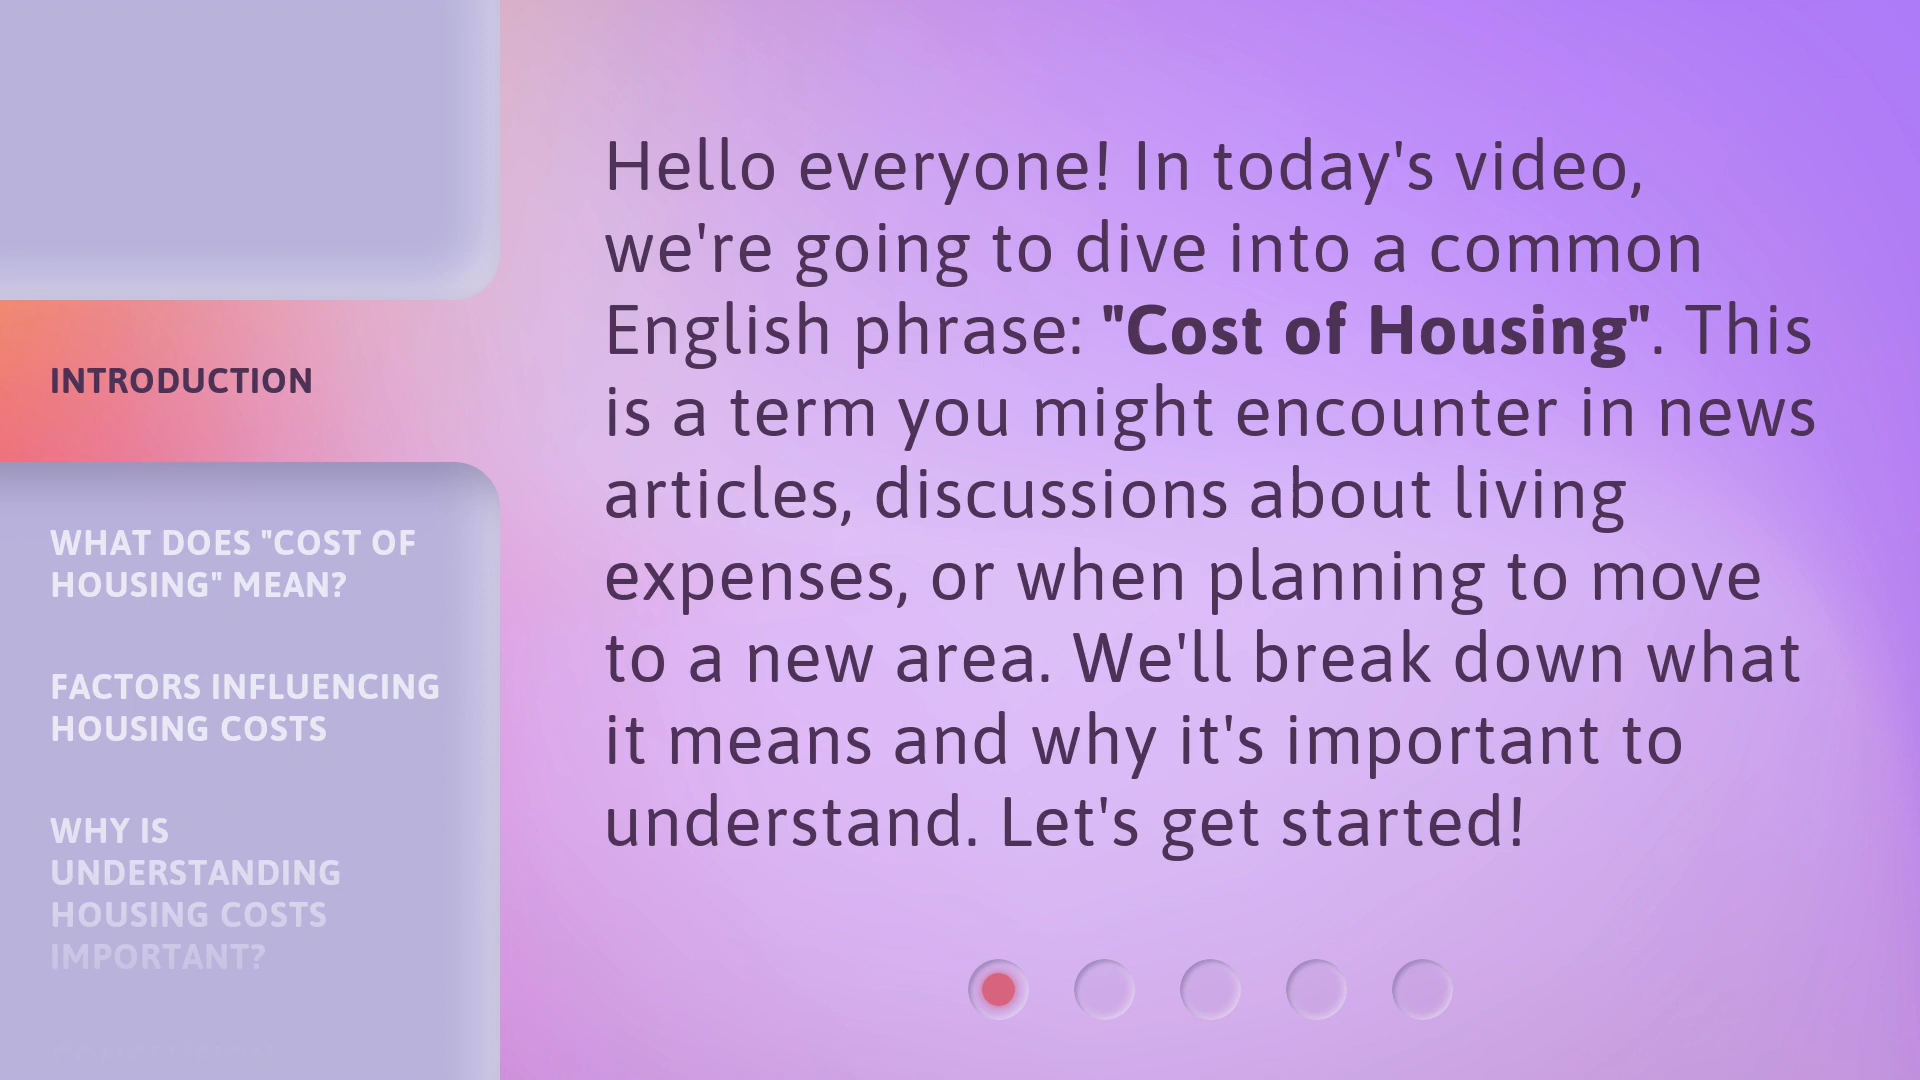 INTRODUCTION
WHAT DOES "COST OF
HOUSING" MEAN?
FACTORS INFLUENCING
HOUSING COSTS
WHY IS
UNDERSTANDING
HOUSING COSTS
IMPORTANT?
Hello everyone! In today's video,
we're going to dive into a common
English phrase: "Cost of Housing". This
is a term you might encounter in news
articles, discussions about living
expenses, or when planning to move
to a new area. We'll break down what
it means and why it's important to
understand. Let's get started!